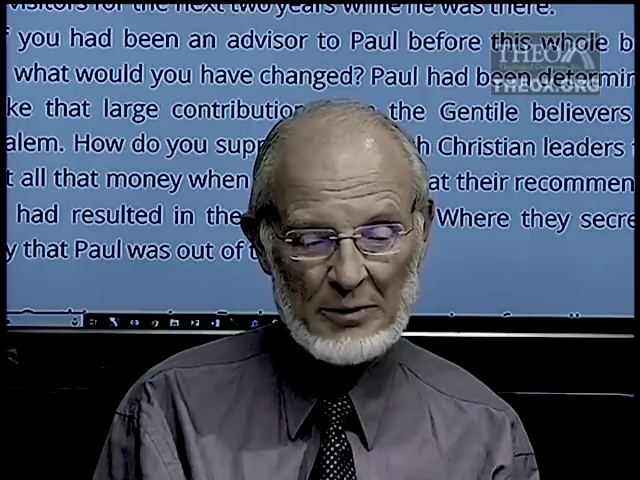 visitors for the next two years while he was there.
f you had been an advisor to Paul before this whole b
what would you have changed? Paul had been determin
ke that large contribution the Gentile believers
alem. How do you sup h Christian leaders
t all that money when at their recommen
had resulted in the Where they secre
y that Paul was out of t
THEOX
THEOX.ORG